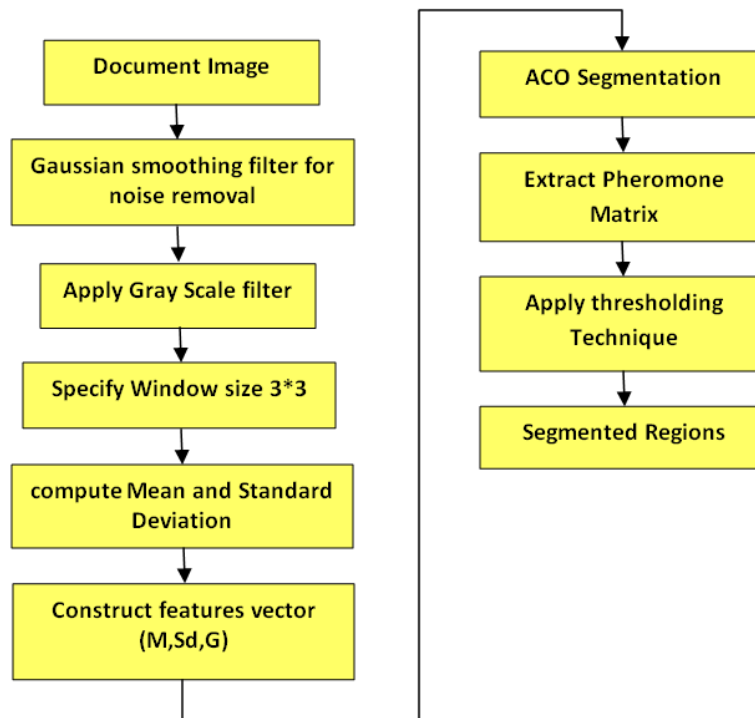 Document Image
Gaussian smoothing filter for
noise removal
Apply Gray Scale filter
Specify Window size 3*3
compute Mean and Standard
Deviation
Construct features vector
(M,Sd,G)
ACO Segmentation
Extract Pheromone
Matrix
Apply thresholding
Technique
Segmented Regions